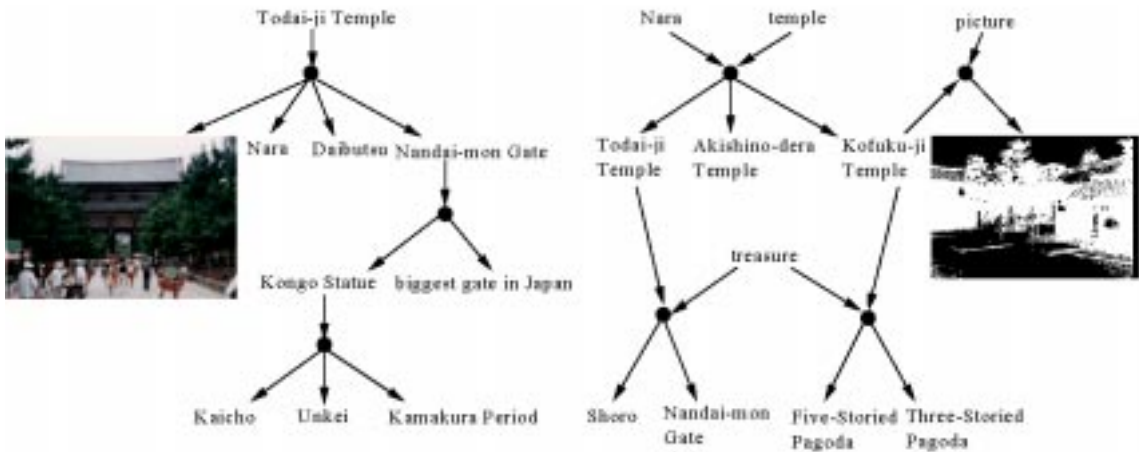 Todai-ji Temple
Nara
temple
picture
Nara
Daibutsu
Nandai-mon Gate
Todai-ji
Temple
Akishino-dera
Temple
Kofuku-ji
Temple
treasure
Kongo Statue
biggest gate in Japan
Kaicho
Unkei
Kamakura Period
Shoro
Nandai-mon
Gate
Five-Storied
Pagoda
Three-Storied
Pagoda